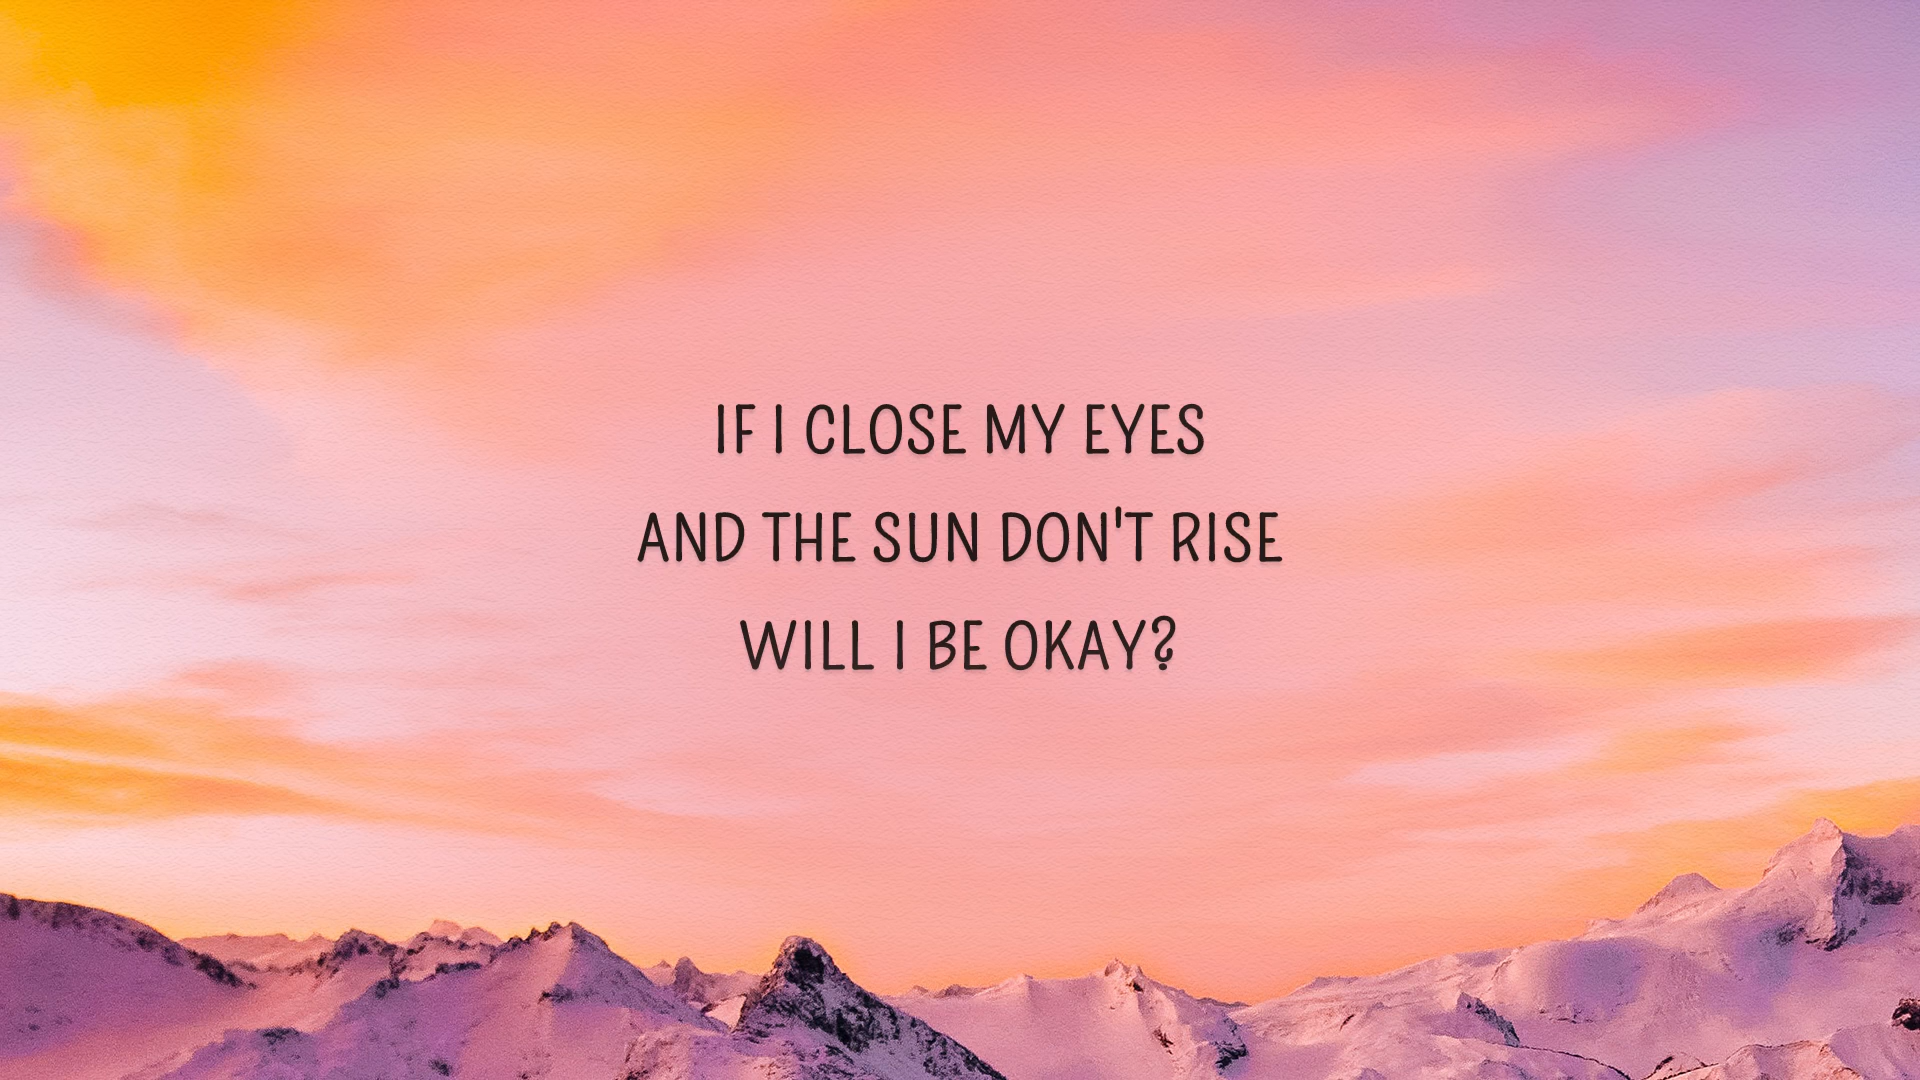 IF I CLOSE MY EYES
AND THE SUN DON'T RISE
WILL I BE OKAY?